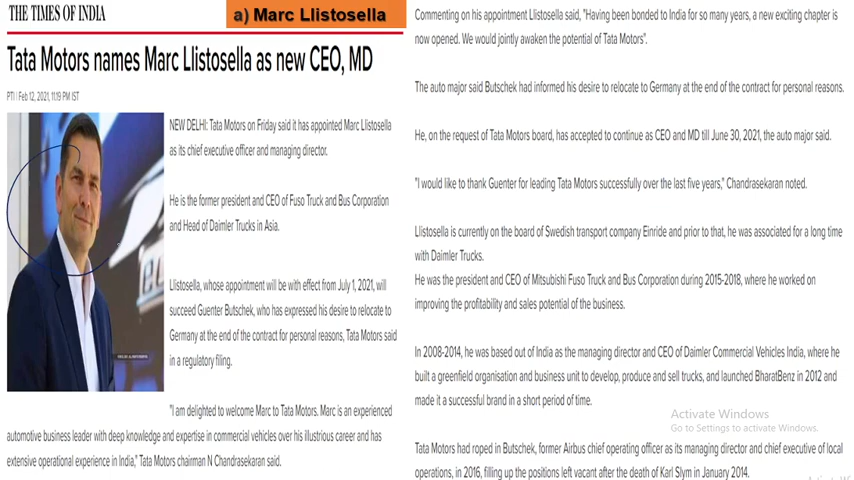 THE TIMES OF INDIA
a) Marc Llistosella
Tata Motors names Marc Llistosella as new CEO, MD
PTI | Feb 12, 2021, 11:19 PM IST
NEW DELHI: Tata Motors on Friday said it has appointed Marc Llistosella
as its chief executive officer and managing director.
He is the former president and CEO of Fuso Truck and Bus Corporation
and Head of Daimler Trucks in Asia.
Llistosella, whose appointment will be with effect from July 1, 2021, will
succeed Guenter Butschek, who has expressed his desire to relocate to
Germany at the end of the contract for personal reasons, Tata Motors said
in a regulatory filing.
"I am delighted to welcome Marc to Tata Motors. Marc is an experienced
automotive business leader with deep knowledge and expertise in commercial vehicles over his illustrious career and has
extensive operational experience in India," Tata Motors chairman N Chandrasekaran said.
Commenting on his appointment Llistosella said, "Having been bonded to India for so many years, a new exciting chapter is
now opened. We would jointly awaken the potential of Tata Motors".
The auto major said Butschek had informed his desire to relocate to Germany at the end of the contract for personal reasons.
He, on the request of Tata Motors board, has accepted to continue as CEO and MD till June 30, 2021, the auto major said.
"I would like to thank Guenter for leading Tata Motors successfully over the last five years," Chandrasekaran noted.
Llistosella is currently on the board of Swedish transport company Einride and prior to that, he was associated for a long time
with Daimler Trucks.
He was the president and CEO of Mitsubishi Fuso Truck and Bus Corporation during 2015-2018, where he worked on
improving the profitability and sales potential of the business.
In 2008-2014, he was based out of India as the managing director and CEO of Daimler Commercial Vehicles India, where he
built a greenfield organisation and business unit to develop, produce and sell trucks, and launched BharatBenz in 2012 and
made it a successful brand in a short period of time.
Activate Windows
Go to Settings to activate Windows.
Tata Motors had roped in Butschek, former Airbus chief operating officer as its managing director and chief executive of local
operations, in 2016, filling up the positions left vacant after the death of Karl Slym in January 2014.